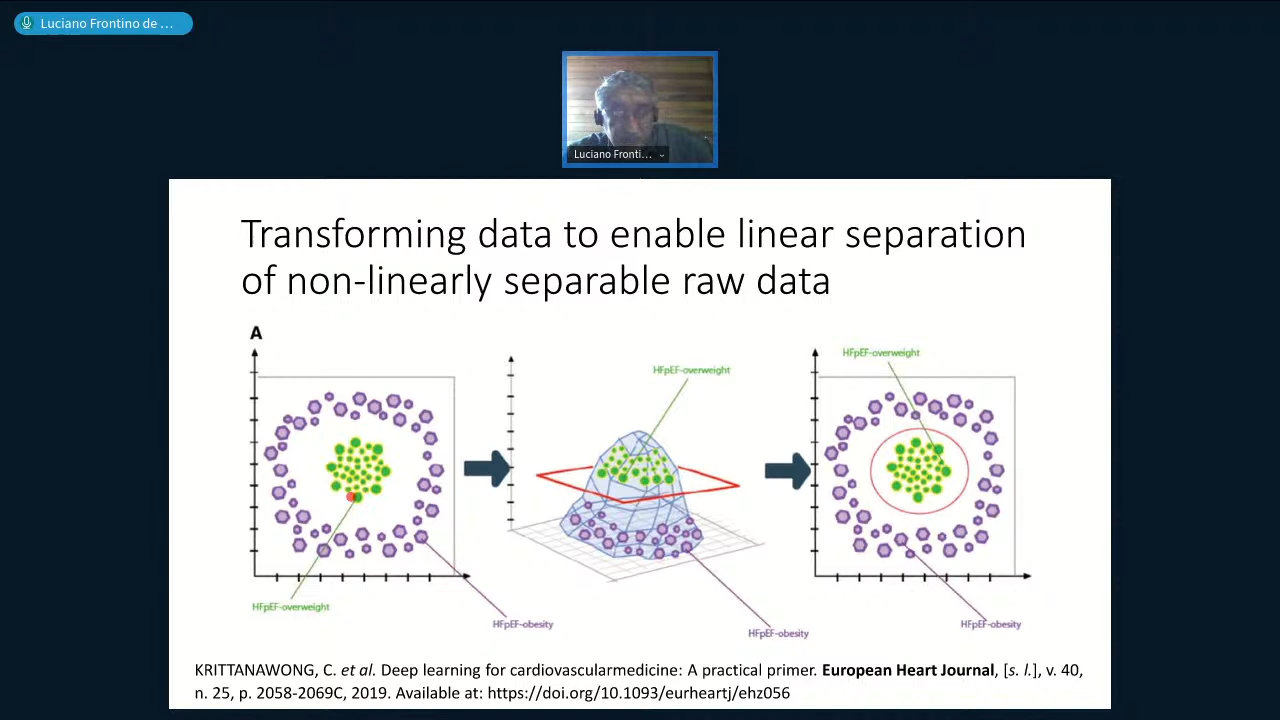 Luciano Frontino de ...
Luciano Fronti...
Transforming data to enable linear separation
of non-linearly separable raw data
A
HFpEF-overweight
HFpEF-obesity
HFpEF-overweight
HFpEF-obesity
HFpEF-overweight
HFpEF-obesity
KRITTANAWONG, C. et al. Deep learning for cardiovascularmedicine: A practical primer. European Heart Journal, [s. l.], v. 40,
n. 25, p. 2058-2069C, 2019. Available at: https://doi.org/10.1093/eurheartj/ehz056